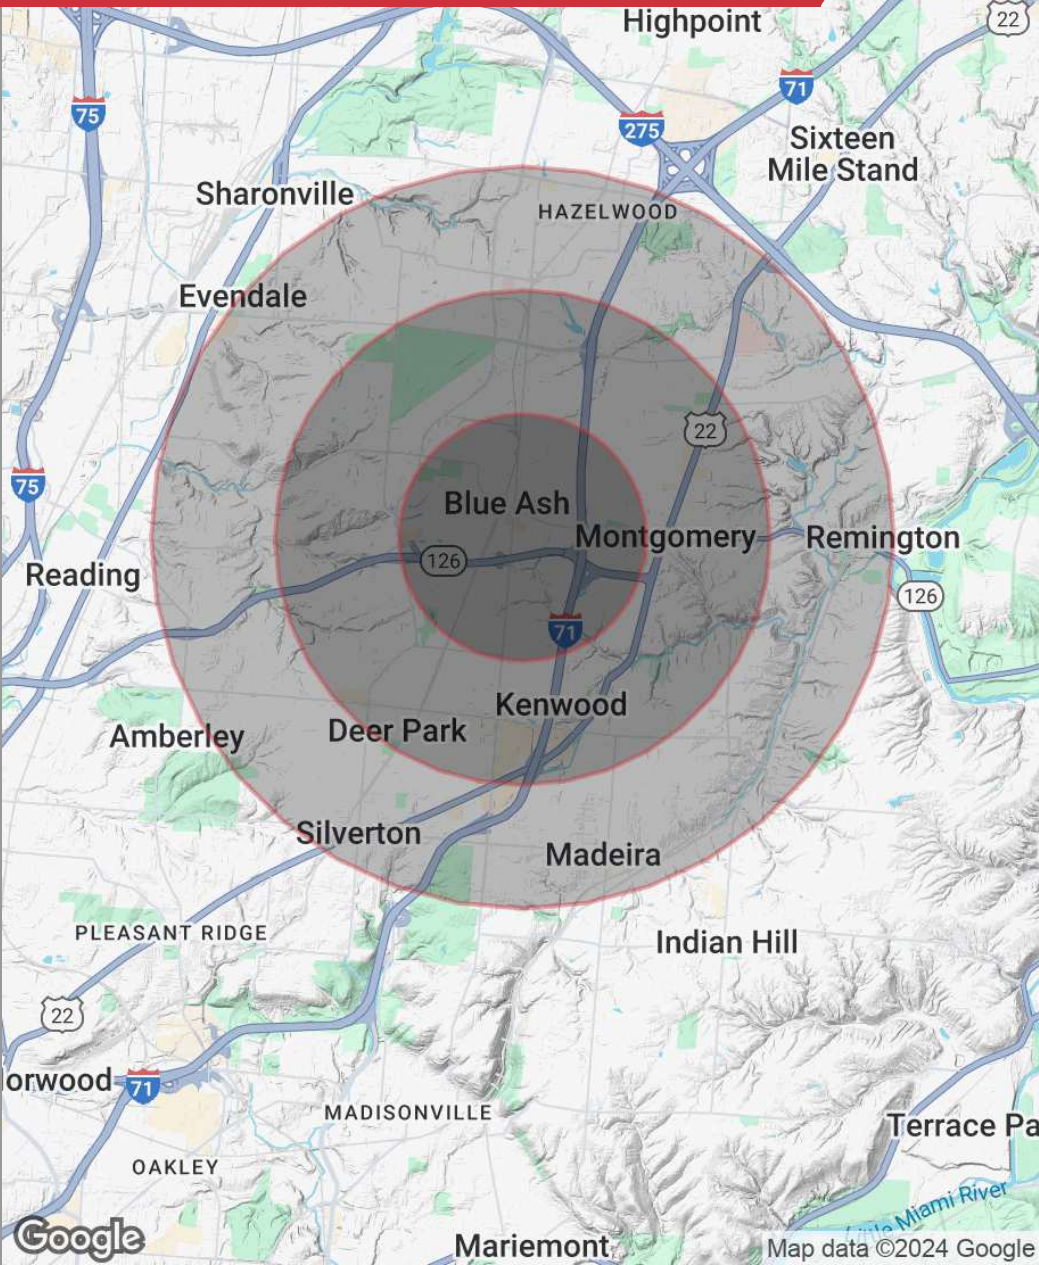 Highpoint
22
71
75
275
Sixteen
Mile Stand
Sharonville
HAZELWOOD
Evendale
22
75
Blue Ash
Montgomery
Remington
126
Reading
126
71
Kenwood
Deer Park
Amberley
Silverton
Madeira
PLEASANT RIDGE
Indian Hill
22
orwood
71
MADISONVILLE
Terrace Pa
OAKLEY
Little Miami River
Google
Mariemont
Map data ©2024 Google